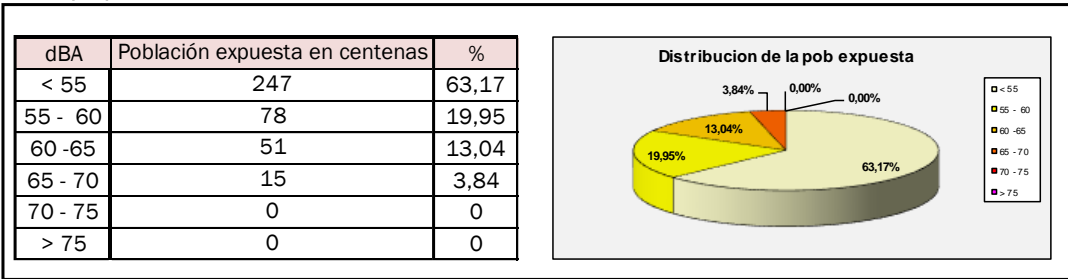 dBA Población expuesta en centenas %
< 55 247 63,17
55 - 60 78 19,95
60 -65 51 13,04
65 - 70 15 3,84
70 - 75 0 0
> 75 0 0
Distribucion de la pob expuesta
3,84% 0,00% 0,00%
13,04%
19,95%
63,17%
< 55
55 - 60
60 -65
65 - 70
70 - 75
> 75